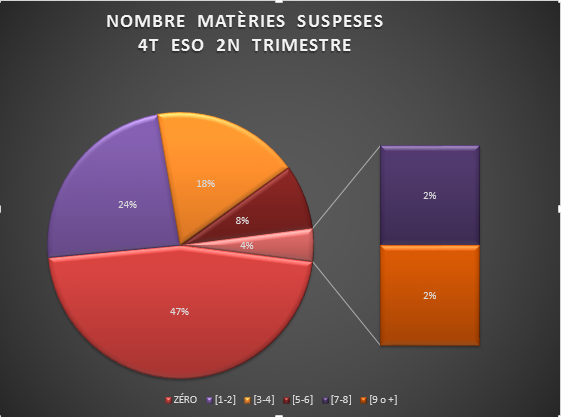 NOMBRE MATÈRIES SUSPESES
4T ESO 2N TRIMESTRE
18%
24%
2%
8%
4%
2%
47%
ZÉRO [1-2] [3-4] [5-6] [7-8] [9 o +]